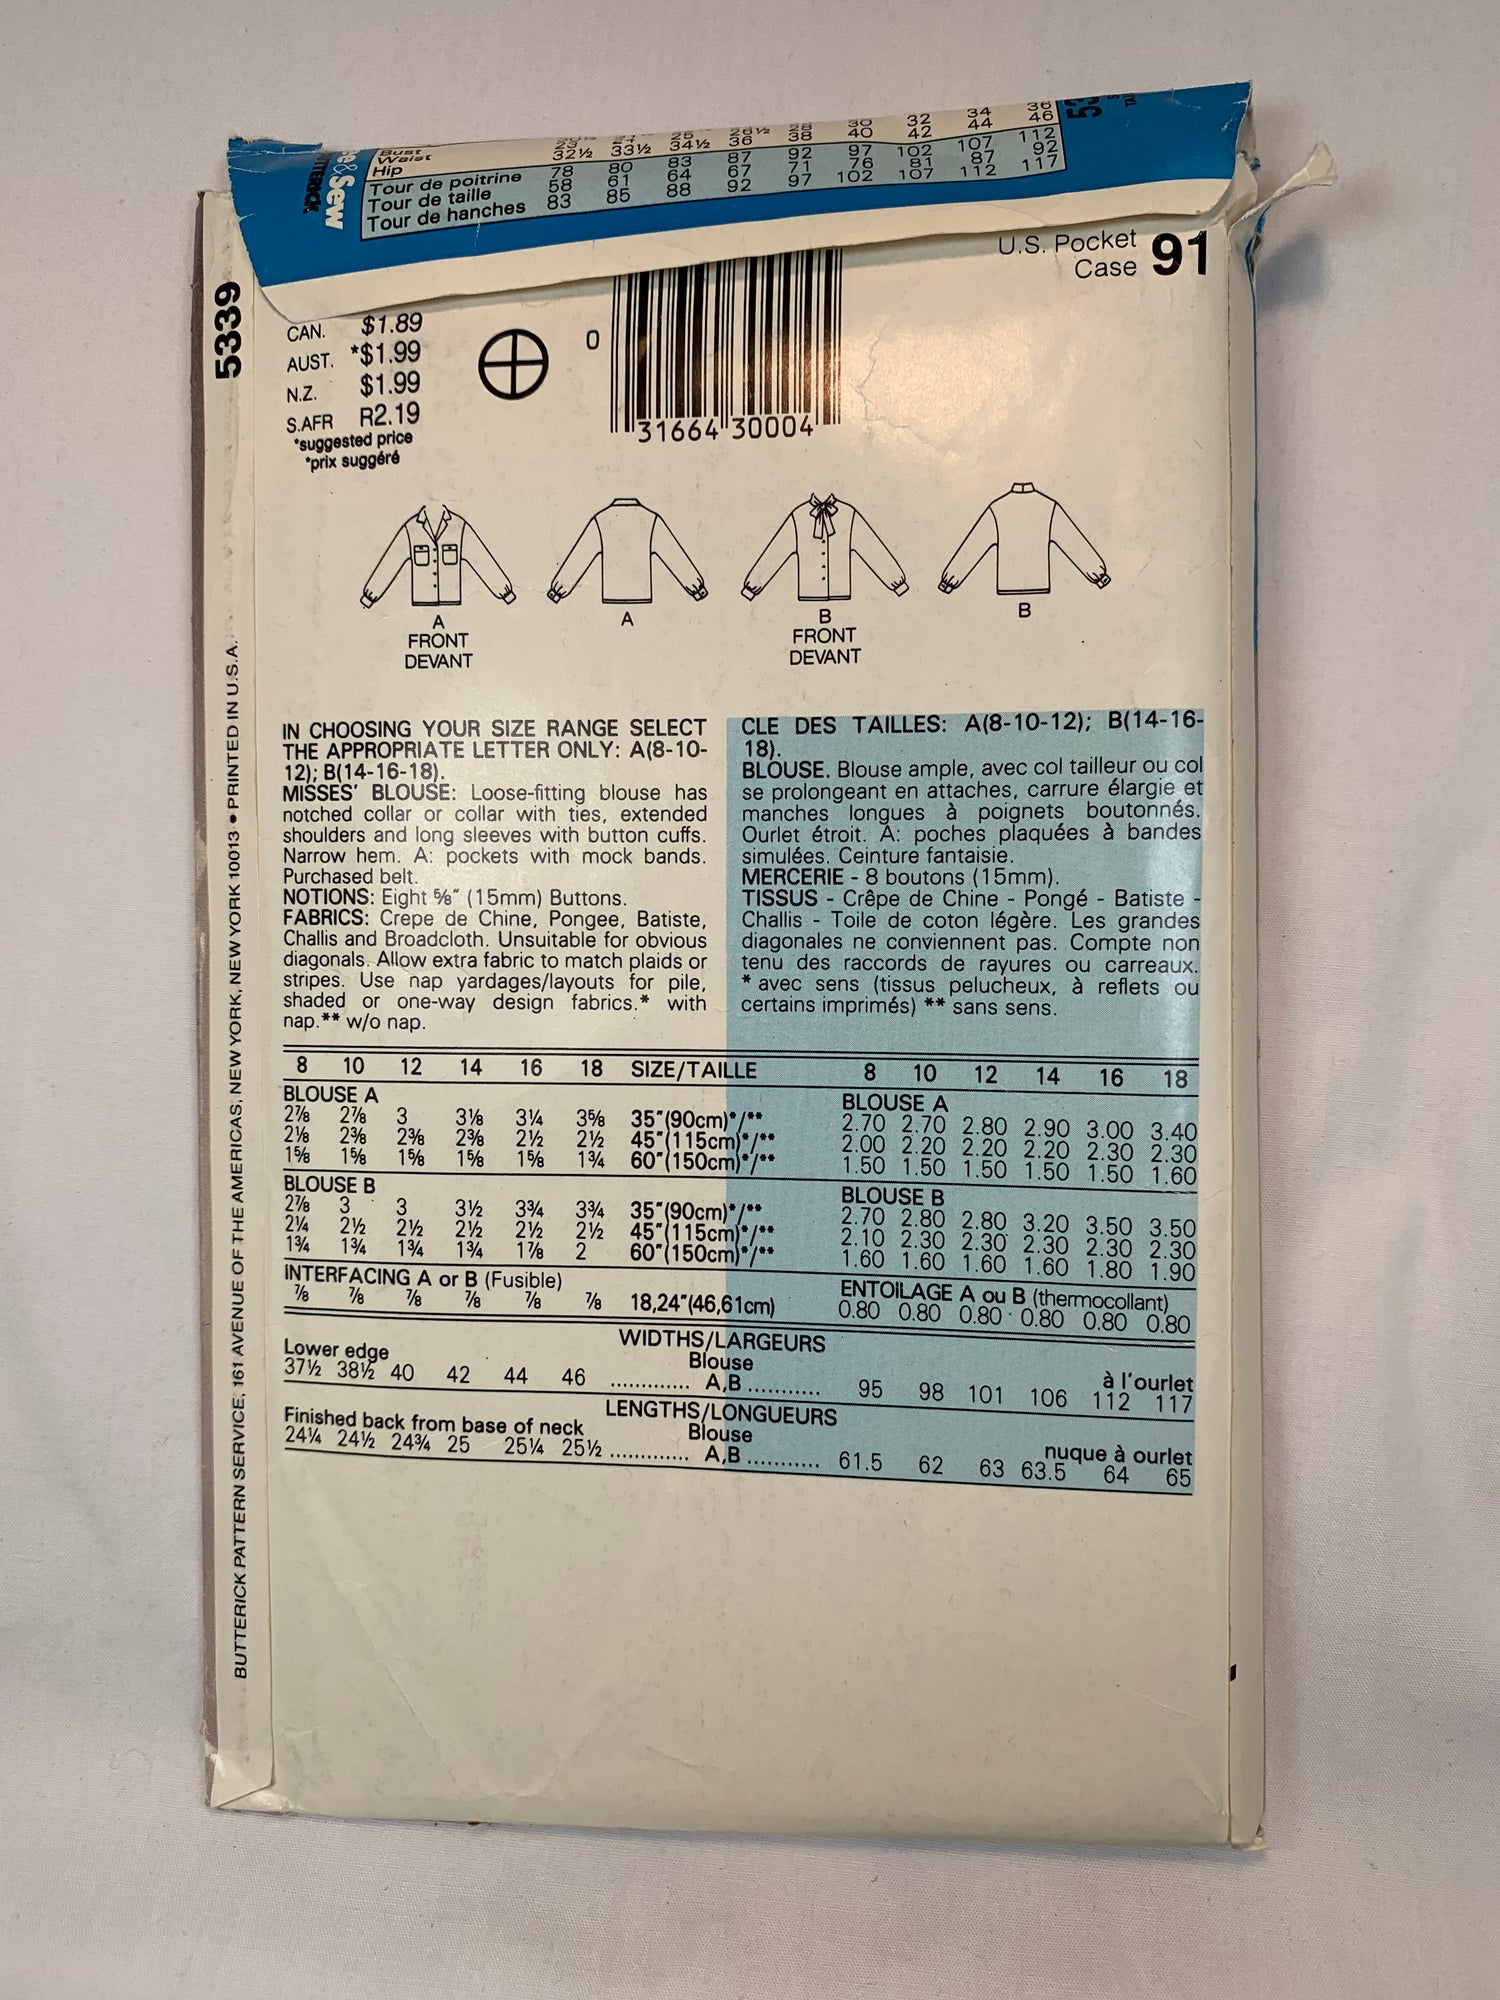 Bust
Waist
Hip 32½ 33½ 34½ 36 38 40 42 44 46
Tour de poitrine 78 80 83 87 92 97 102 107 112
Tour de taille 58 61 64 67 71 76 81 87 92
Tour de hanches 83 85 88 92 97 102 107 112 117
&Sew
U.S. Pocket
Case 91
5339
CAN. $1.89
AUST. *$1.99
N.Z. $1.99
S.AFR R2.19
*suggested price
*prix suggéré
0 31664 30004
A
FRONT
DEVANT
A
B
FRONT
DEVANT
B
BUTTERICK PATTERN SERVICE, 161 AVENUE OF THE AMERICAS, NEW YORK, NEW YORK 10013 • PRINTED IN U.S.A.
IN CHOOSING YOUR SIZE RANGE SELECT
THE APPROPRIATE LETTER ONLY: A(8-10-
12); B(14-16-18).
MISSES' BLOUSE: Loose-fitting blouse has
notched collar or collar with ties, extended
shoulders and long sleeves with button cuffs.
Narrow hem. A: pockets with mock bands.
Purchased belt.
NOTIONS: Eight ⅝" (15mm) Buttons.
FABRICS: Crepe de Chine, Pongee, Batiste,
Challis and Broadcloth. Unsuitable for obvious
diagonals. Allow extra fabric to match plaids or
stripes. Use nap yardages/layouts for pile,
shaded or one-way design fabrics.* with
nap.** w/o nap.
CLE DES TAILLES: A(8-10-12); B(14-16-
18).
BLOUSE. Blouse ample, avec col tailleur ou col
se prolongeant en attaches, carrure élargie et
manches longues à poignets boutonnés.
Ourlet étroit. A: poches plaquées à bandes
simulées. Ceinture fantaisie.
MERCERIE - 8 boutons (15mm).
TISSUS - Crêpe de Chine - Pongé - Batiste -
Challis - Toile de coton légère. Les grandes
diagonales ne conviennent pas. Compte non
tenu des raccords de rayures ou carreaux.
* avec sens (tissus pelucheux, à reflets ou
certains imprimés) ** sans sens.
8 10 12 14 16 18 SIZE/TAILLE 8 10 12 14 16 18
BLOUSE A BLOUSE A
2⅞ 2⅞ 3 3⅛ 3¼ 3⅝ 35"(90cm)*/** 2.70 2.70 2.80 2.90 3.00 3.40
2⅛ 2⅜ 2⅜ 2⅜ 2½ 2½ 45"(115cm)*/** 2.00 2.20 2.20 2.20 2.30 2.30
1⅝ 1⅝ 1⅝ 1⅝ 1⅝ 1¾ 60"(150cm)*/** 1.50 1.50 1.50 1.50 1.50 1.60
BLOUSE B BLOUSE B
2⅞ 3 3 3½ 3¾ 3¾ 35"(90cm)*/** 2.70 2.80 2.80 3.20 3.50 3.50
2¼ 2½ 2½ 2½ 2½ 2½ 45"(115cm)*/** 2.10 2.30 2.30 2.30 2.30 2.30
1¾ 1¾ 1¾ 1¾ 1⅞ 2 60"(150cm)*/** 1.60 1.60 1.60 1.60 1.80 1.90
INTERFACING A or B (Fusible) ENTOILAGE A ou B (thermocollant)
⅞ ⅞ ⅞ ⅞ ⅞ ⅞ 18,24"(46,61cm) 0.80 0.80 0.80 0.80 0.80 0.80
WIDTHS/LARGEURS
Lower edge Blouse à l'ourlet
37½ 38½ 40 42 44 46 ............. A,B ........... 95 98 101 106 112 117
LENGTHS/LONGUEURS
Finished back from base of neck Blouse nuque à ourlet
24¼ 24½ 24¾ 25 25¼ 25½ ............. A,B ........... 61.5 62 63 63.5 64 65